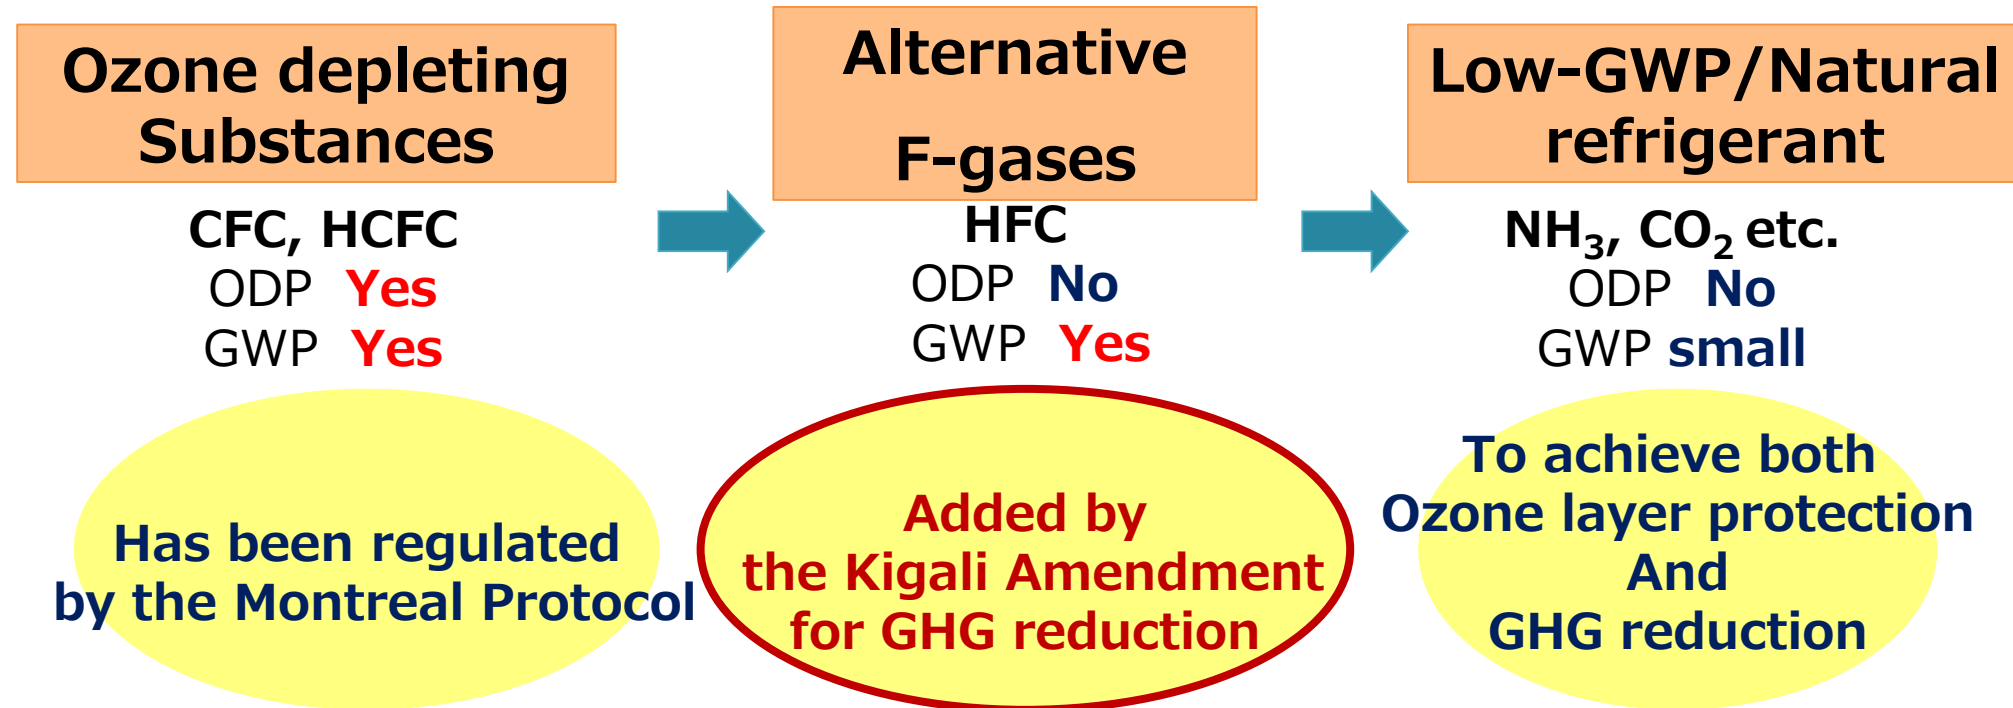 Ozone depleting
Substances
CFC, HCFC
ODP Yes
GWP Yes
Has been regulated
by the Montreal Protocol
Alternative
F-gases
HFC
ODP No
GWP Yes
Added by
the Kigali Amendment
for GHG reduction
Low-GWP/Natural
refrigerant
NH₃, CO₂ etc.
ODP No
GWP small
To achieve both
Ozone layer protection
And
GHG reduction